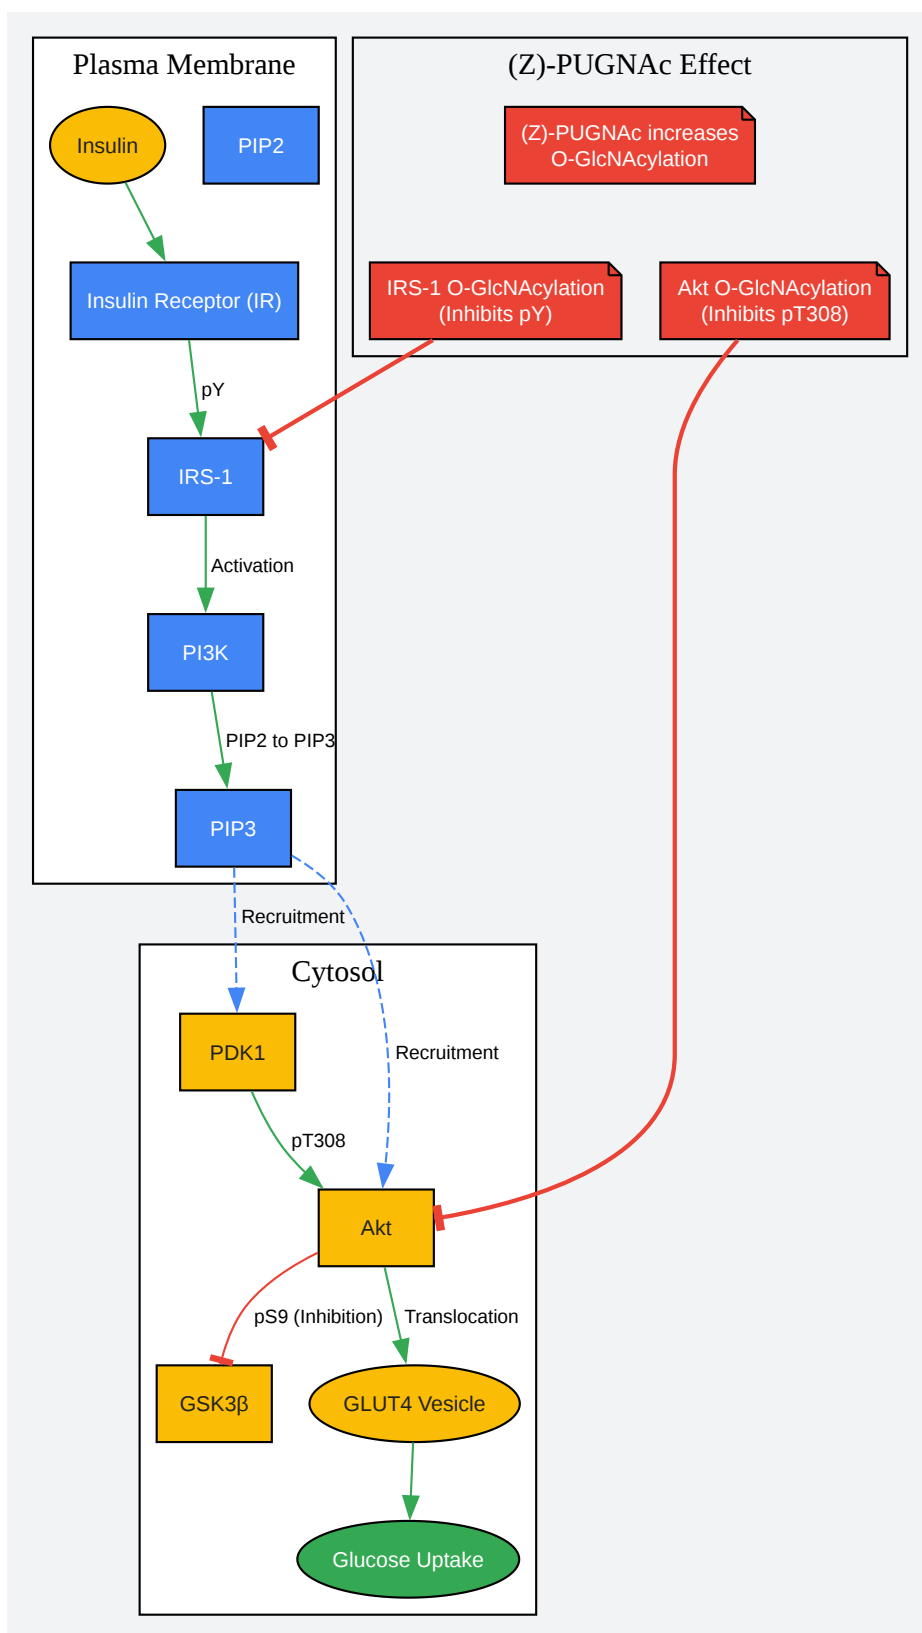 Plasma Membrane
(Z)-PUGNAc Effect
Insulin
PIP2
(Z)-PUGNAc increases
O-GlcNAcylation
Insulin Receptor (IR)
IRS-1 O-GlcNAcylation
(Inhibits pY)
Akt O-GlcNAcylation
(Inhibits pT308)
pY
IRS-1
Activation
PI3K
PIP2 to PIP3
PIP3
Recruitment
Cytosol
PDK1
Recruitment
pT308
Akt
pS9 (Inhibition)
Translocation
GSK3β
GLUT4 Vesicle
Glucose Uptake